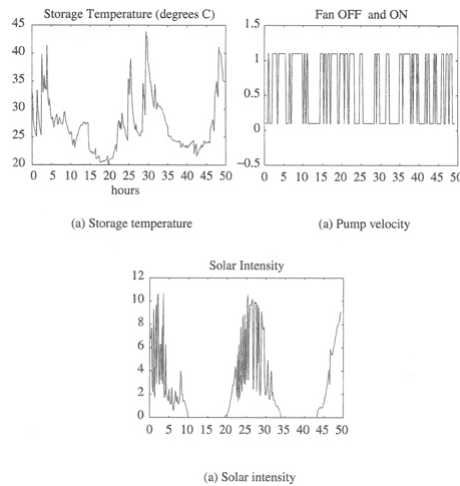 Storage Temperature (degrees C)
45
40
35
30
25
20
0 5 10 15 20 25 30 35 40 45 50
hours
(a) Storage temperature
Fan OFF and ON
1.5
1
0.5
0
−0.5
0 5 10 15 20 25 30 35 40 45 50
(a) Pump velocity
Solar Intensity
12
10
8
6
4
2
0
0 5 10 15 20 25 30 35 40 45 50
(a) Solar intensity